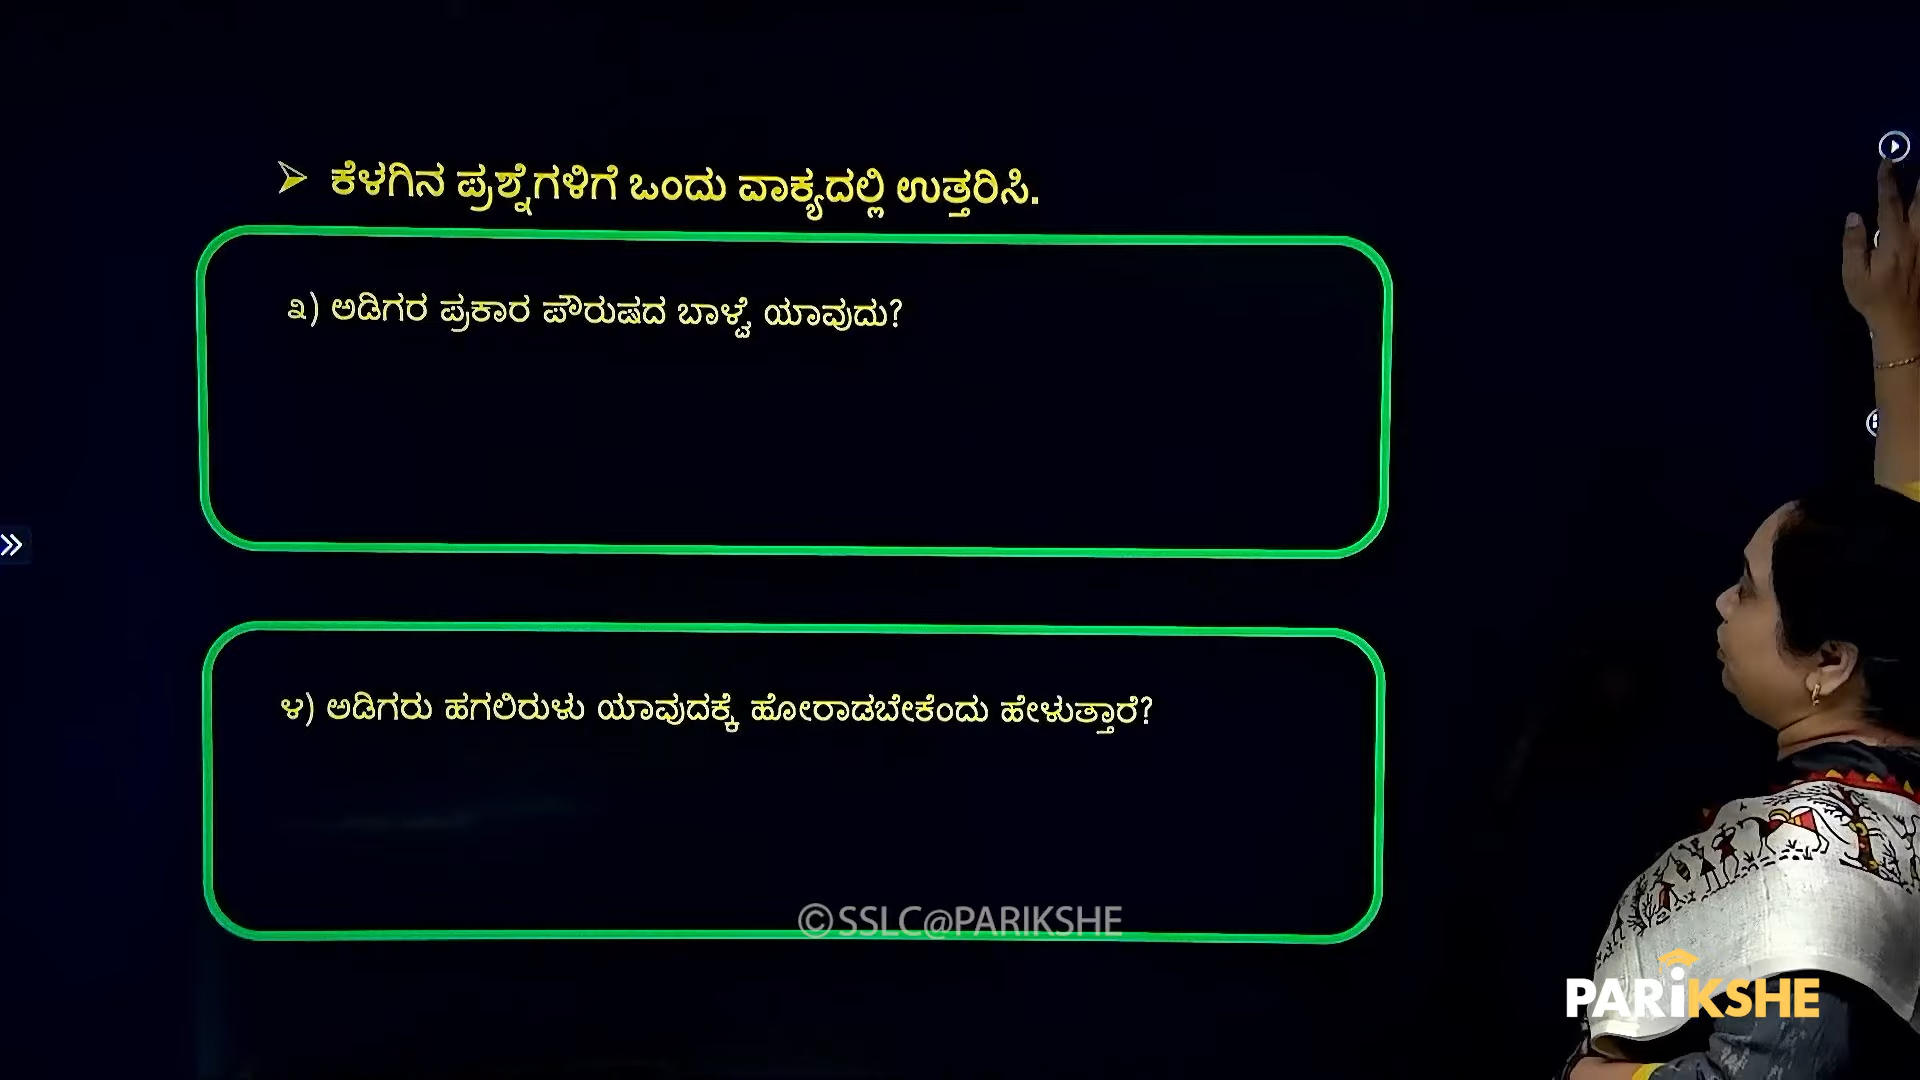 ಕೆಳಗಿನ ಪ್ರಶ್ನೆಗಳಿಗೆ ಒಂದು ವಾಕ್ಯದಲ್ಲಿ ಉತ್ತರಿಸಿ.
೩) ಅಡಿಗರ ಪ್ರಕಾರ ಪೌರುಷದ ಬಾಳ್ವೆ ಯಾವುದು?
೪) ಅಡಿಗರು ಹಗಲಿರುಳು ಯಾವುದಕ್ಕೆ ಹೋರಾಡಬೇಕೆಂದು ಹೇಳುತ್ತಾರೆ?
©SSLC@PARIKSHE
PARiKSHE